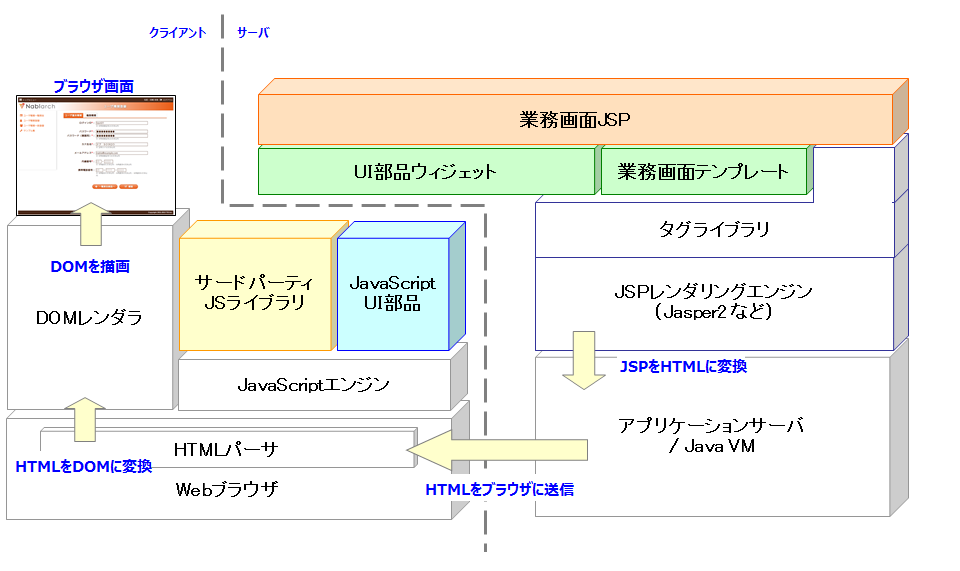 クライアント
サーバ
ブラウザ画面
Nablarch
業務画面JSP
UI部品ウィジェット
業務画面テンプレート
タグライブラリ
DOMを描画
サードパーティ
JSライブラリ
JavaScript
UI部品
JSPレンダリングエンジン
（Jasper2など）
DOMレンダラ
JSPをHTMLに変換
JavaScriptエンジン
アプリケーションサーバ
/ Java VM
HTMLパーサ
HTMLをDOMに変換
Webブラウザ
HTMLをブラウザに送信